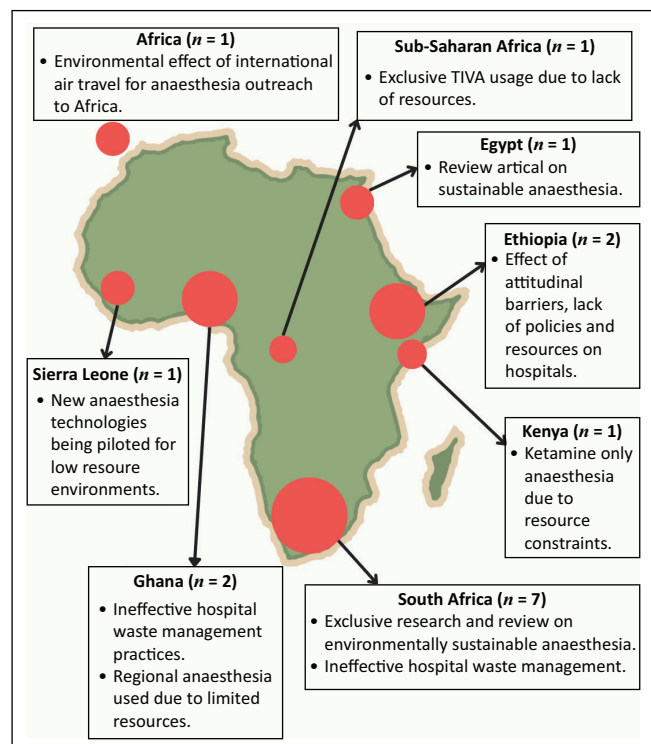 Africa (n = 1)
• Environmental effect of international
air travel for anaesthesia outreach
to Africa.
Sub-Saharan Africa (n = 1)
• Exclusive TIVA usage due to lack
of resources.
Egypt (n = 1)
• Review artical on
sustainable anaesthesia.
Ethiopia (n = 2)
• Effect of
attitudinal
barriers, lack
of policies and
resources on
hospitals.
Sierra Leone (n = 1)
• New anaesthesia
technologies
being piloted for
low resoure
environments.
Kenya (n = 1)
• Ketamine only
anaesthesia
due to
resource
constraints.
Ghana (n = 2)
• Ineffective hospital
waste management
practices.
• Regional anaesthesia
used due to limited
resources.
South Africa (n = 7)
• Exclusive research and review on
environmentally sustainable anaesthesia.
• Ineffective hospital waste management.